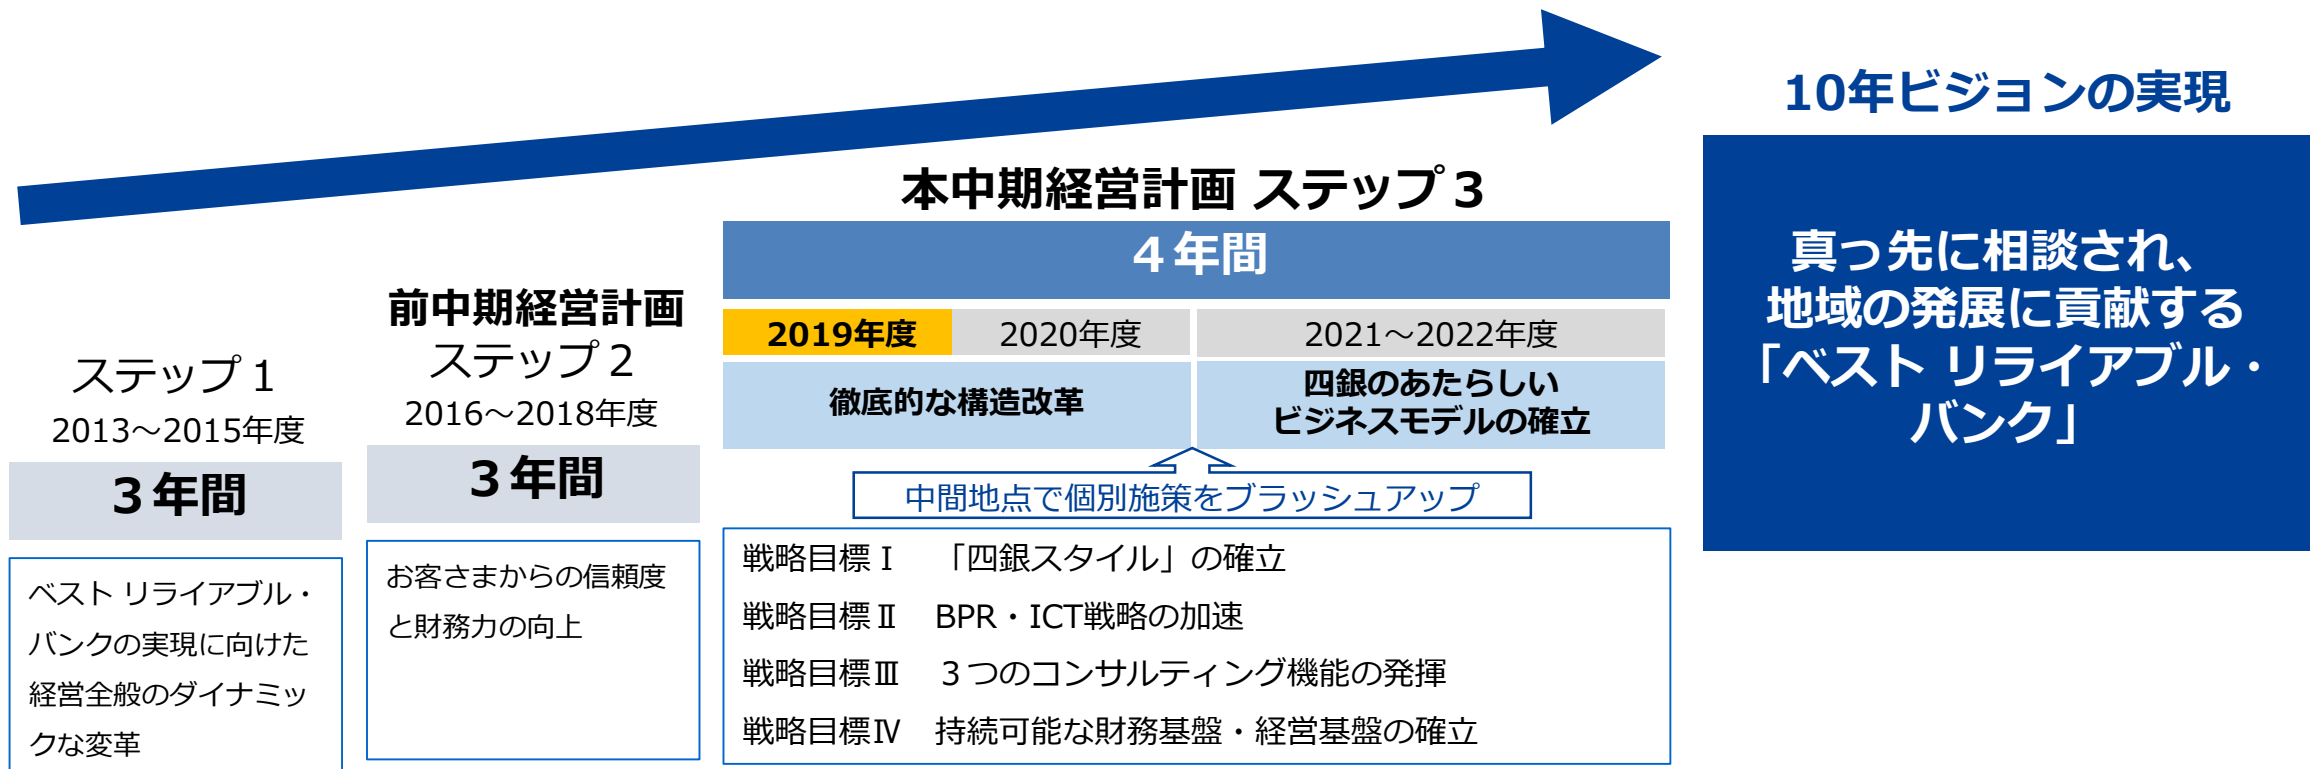 10年ビジョンの実現
真っ先に相談され、
地域の発展に貢献する
「ベスト リライアブル・
バンク」
ステップ１
2013～2015年度
３年間
ベスト リライアブル・
バンクの実現に向けた
経営全般のダイナミッ
クな変革
前中期経営計画
ステップ２
2016～2018年度
３年間
お客さまからの信頼度
と財務力の向上
本中期経営計画 ステップ３
４年間
2019年度
2020年度
2021～2022年度
徹底的な構造改革
四銀のあたらしい
ビジネスモデルの確立
中間地点で個別施策をブラッシュアップ
戦略目標Ⅰ 「四銀スタイル」の確立
戦略目標Ⅱ BPR・ICT戦略の加速
戦略目標Ⅲ ３つのコンサルティング機能の発揮
戦略目標Ⅳ 持続可能な財務基盤・経営基盤の確立